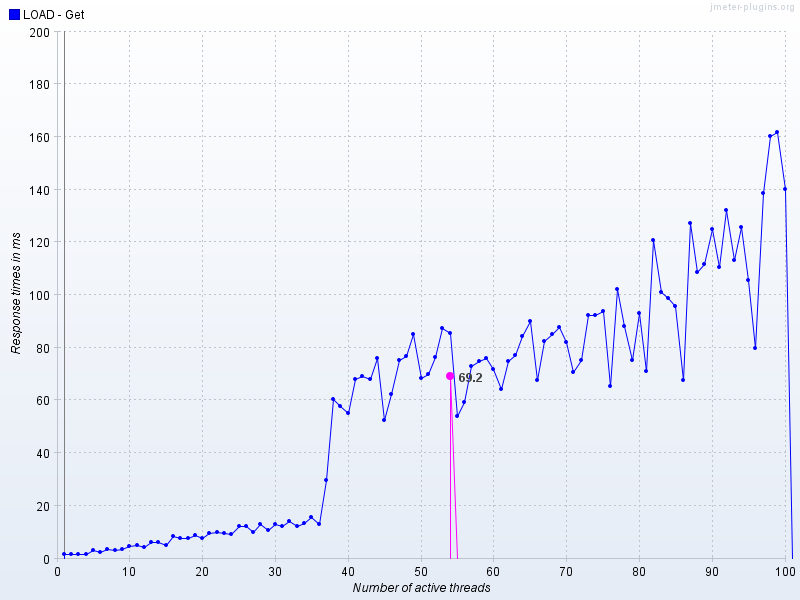 jmeter-plugins.org
LOAD - Get
200
180
160
140
120
100
80
60
40
20
0
Response times in ms
69.2
0 10 20 30 40 50 60 70 80 90 100
Number of active threads